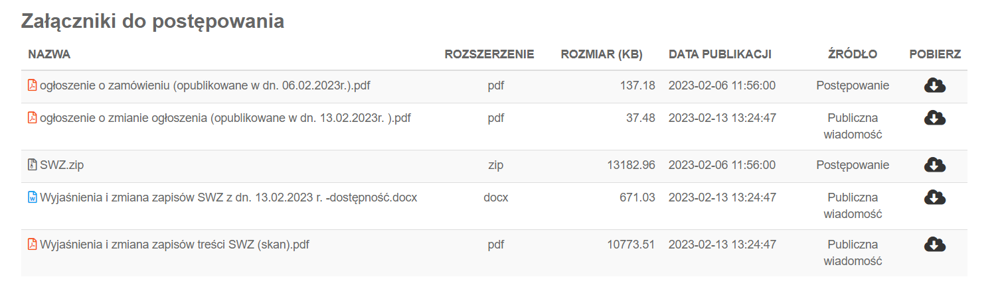 Załączniki do postępowania
NAZWA ROZSZERZENIE ROZMIAR (KB) DATA PUBLIKACJI ŹRÓDŁO POBIERZ
ogłoszenie o zamówieniu (opublikowane w dn. 06.02.2023r.).pdf pdf 137.18 2023-02-06 11:56:00 Postępowanie
ogłoszenie o zmianie ogłoszenia (opublikowane w dn. 13.02.2023r. ).pdf pdf 37.48 2023-02-13 13:24:47 Publiczna
wiadomość
SWZ.zip zip 13182.96 2023-02-06 11:56:00 Postępowanie
Wyjaśnienia i zmiana zapisów SWZ z dn. 13.02.2023 r. -dostępność.docx docx 671.03 2023-02-13 13:24:47 Publiczna
wiadomość
Wyjaśnienia i zmiana zapisów treści SWZ (skan).pdf pdf 10773.51 2023-02-13 13:24:47 Publiczna
wiadomość